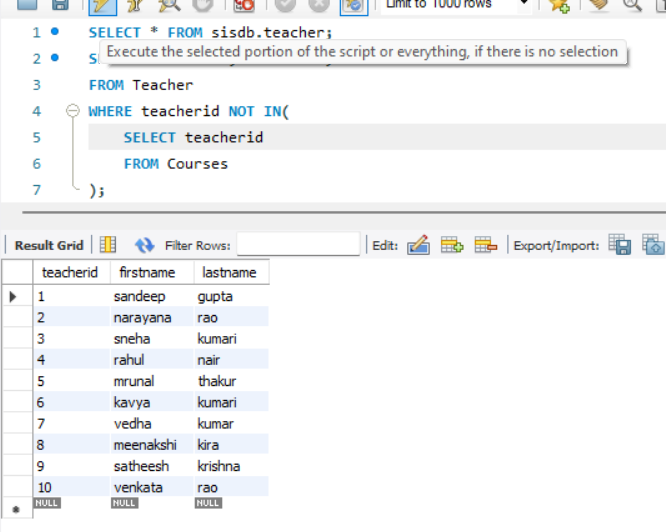 Limit to 1000 rows
1 SELECT * FROM sisdb.teacher;
Execute the selected portion of the script or everything, if there is no selection
2
3 FROM Teacher
4 WHERE teacherid NOT IN(
5 SELECT teacherid
6 FROM Courses
7 );
Result Grid Filter Rows: Edit: Export/Import:
teacherid firstname lastname
1 sandeep gupta
2 narayana rao
3 sneha kumari
4 rahul nair
5 mrunal thakur
6 kavya kumari
7 vedha kumar
8 meenakshi kira
9 satheesh krishna
10 venkata rao
NULL NULL NULL